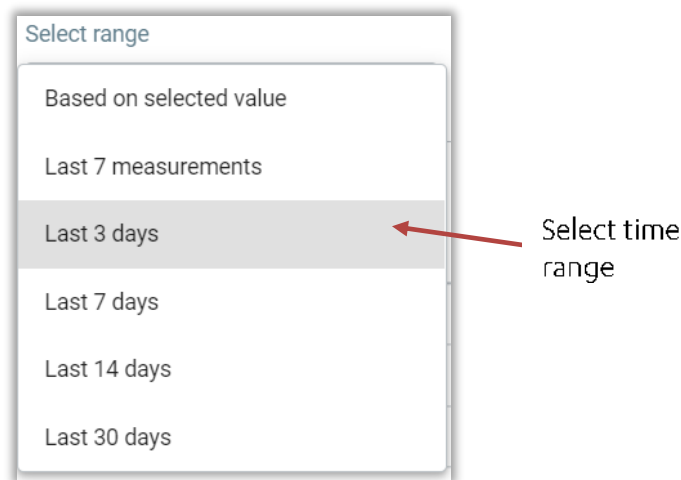 Select range
Based on selected value
Last 7 measurements
Last 3 days
Select time
range
Last 7 days
Last 14 days
Last 30 days